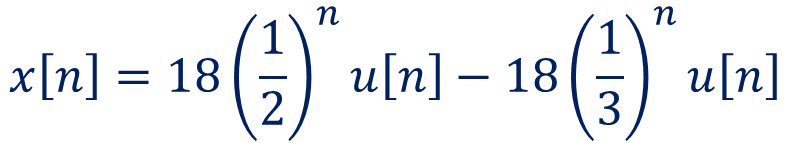 x[n] = 18 (1/2)^n u[n] − 18 (1/3)^n u[n]